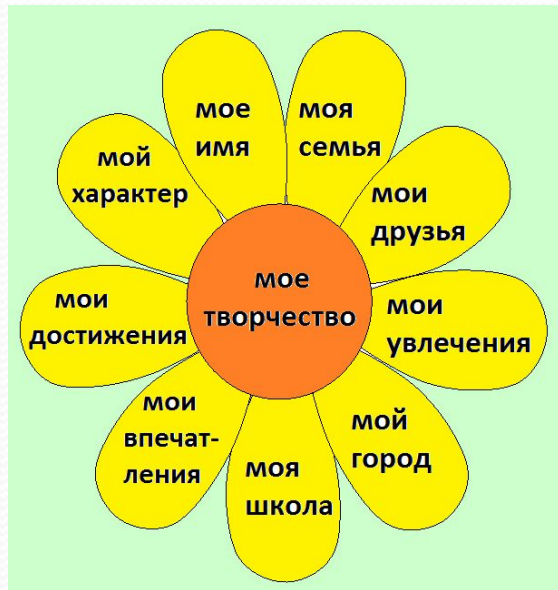 мое
имя
моя
семья
мои
друзья
мои
увлечения
мой
город
моя
школа
мои
впечат-
ления
мои
достижения
мой
характер
мое
творчество